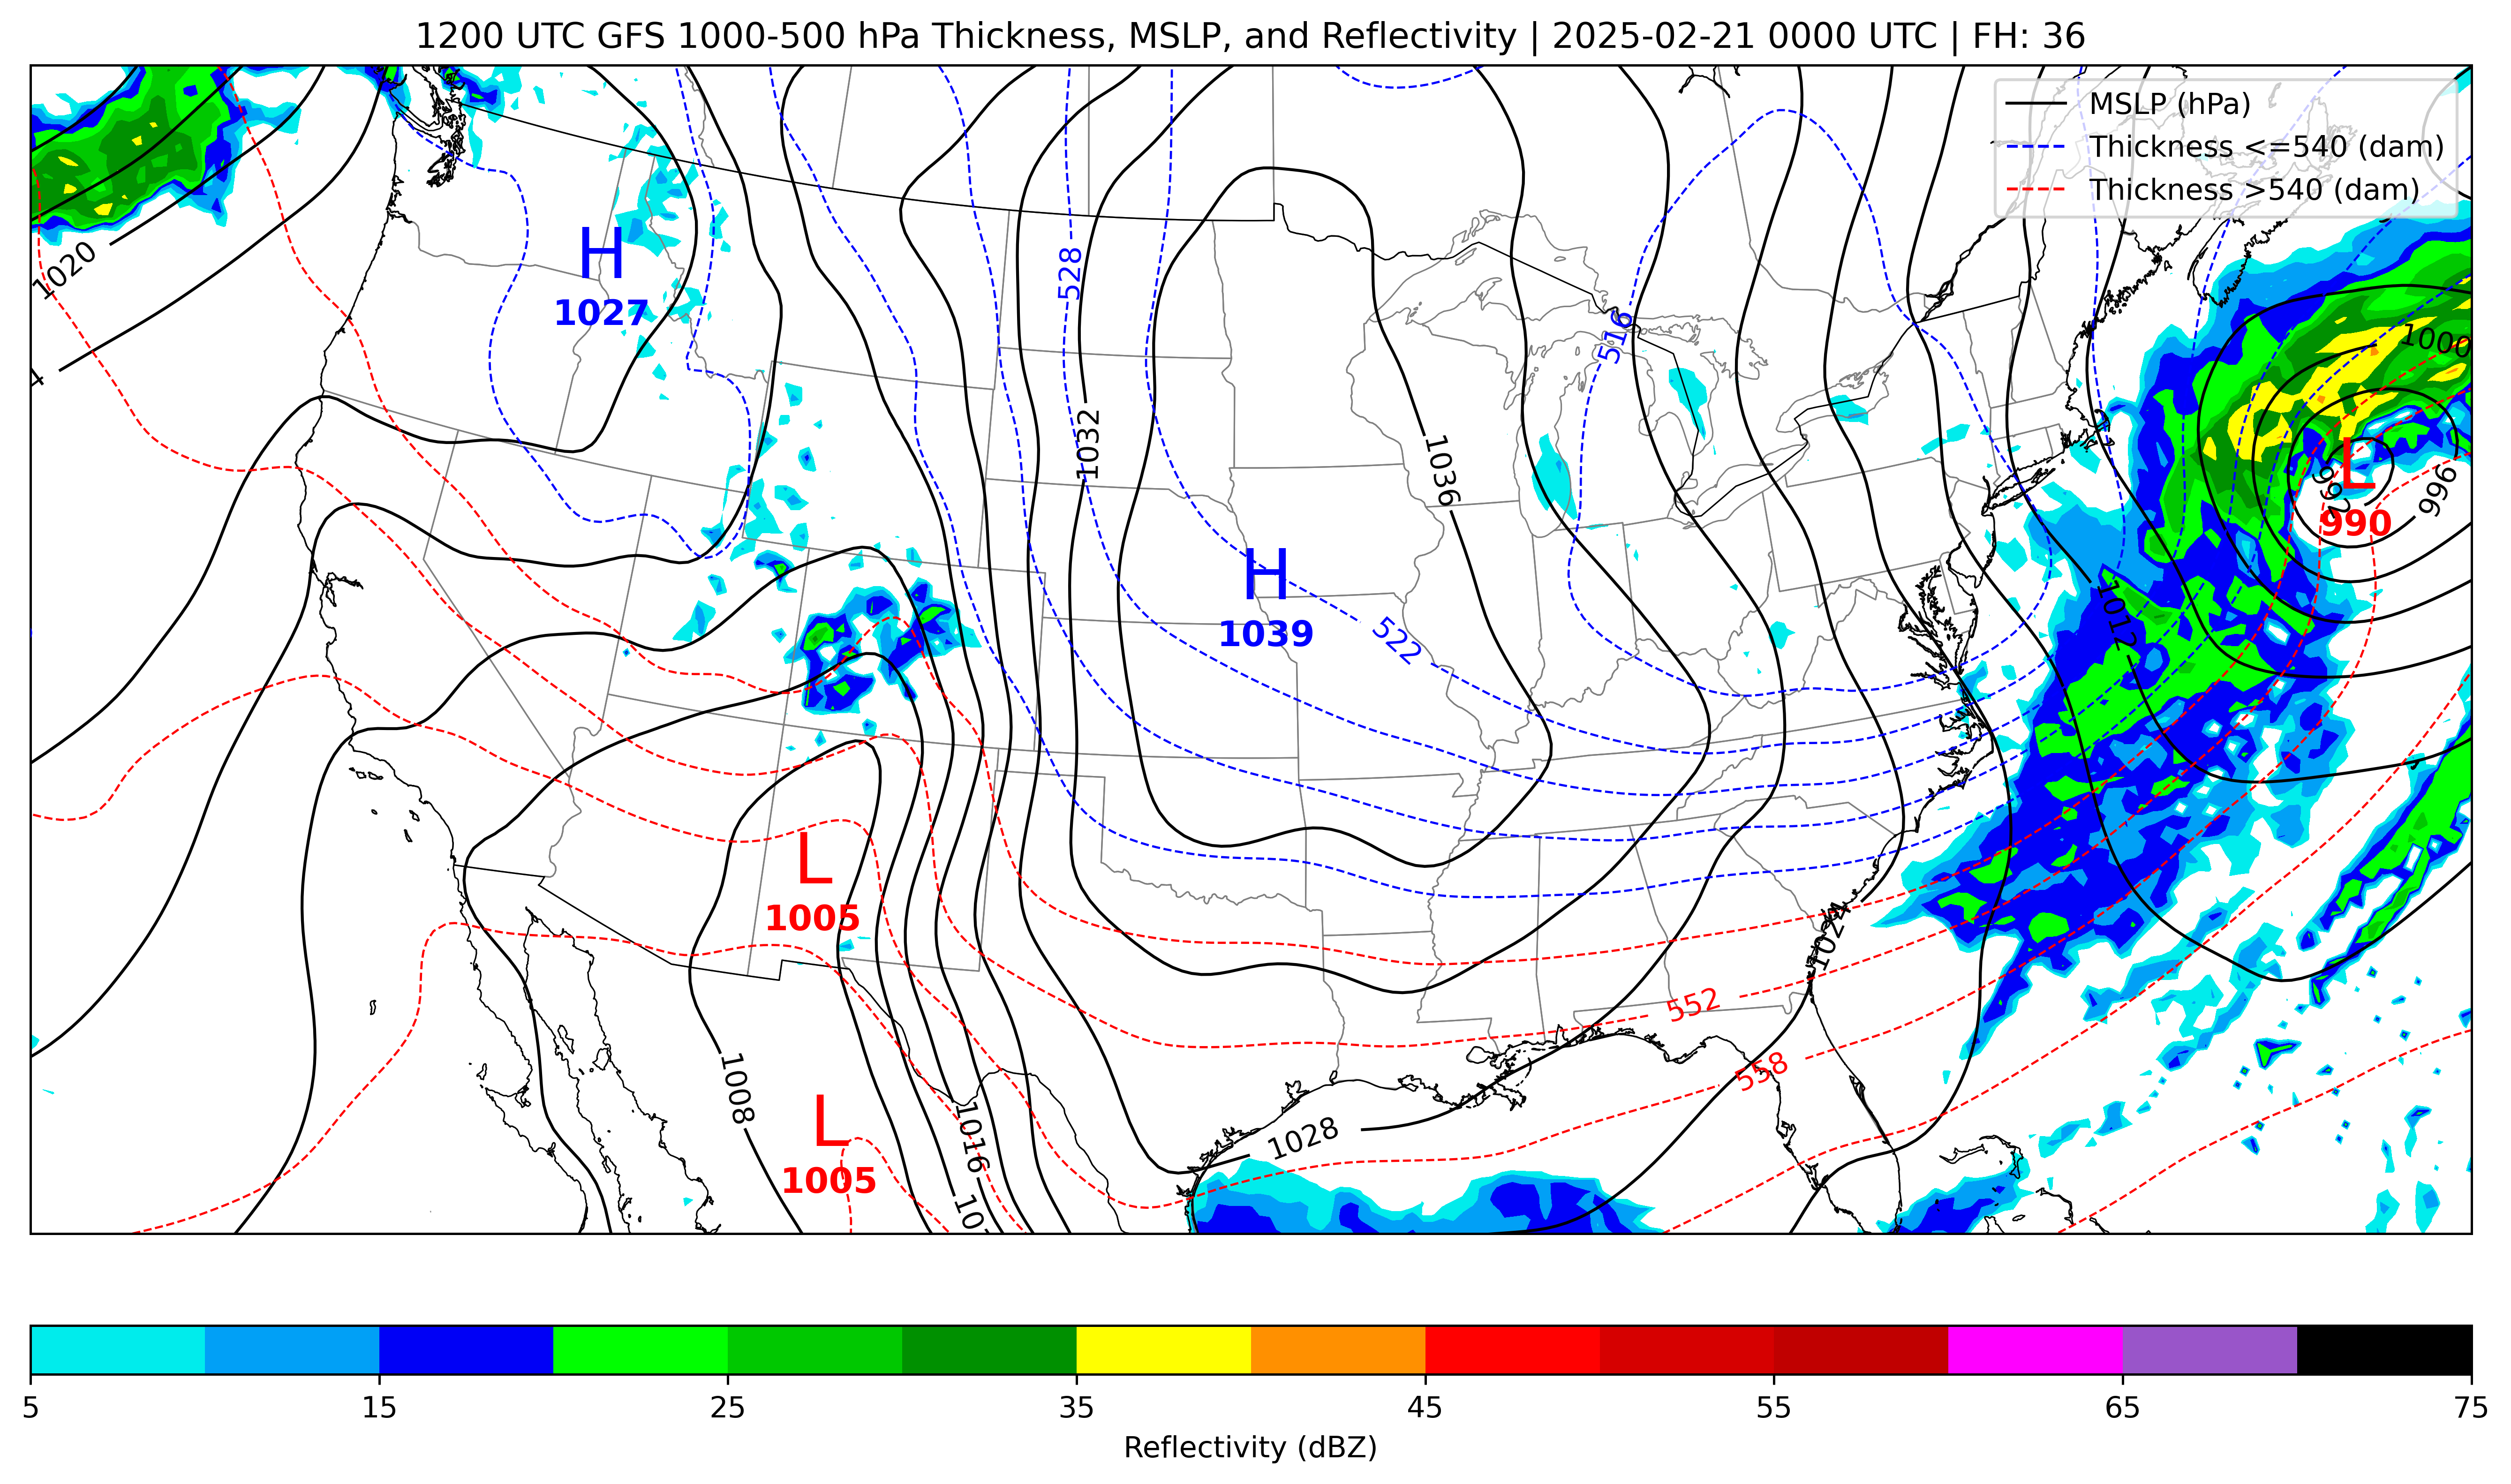 1200 UTC GFS 1000-500 hPa Thickness, MSLP, and Reflectivity | 2025-02-21 0000 UTC | FH: 36
MSLP (hPa)
Thickness <=540 (dam)
Thickness >540 (dam)
1020
4
H
1027
528
516
1000
1032
1036
L
990
992
996
H
1039
522
1012
L
1005
1024
552
558
1008
L
1005
1016
1028
5 15 25 35 45 55 65 75
Reflectivity (dBZ)